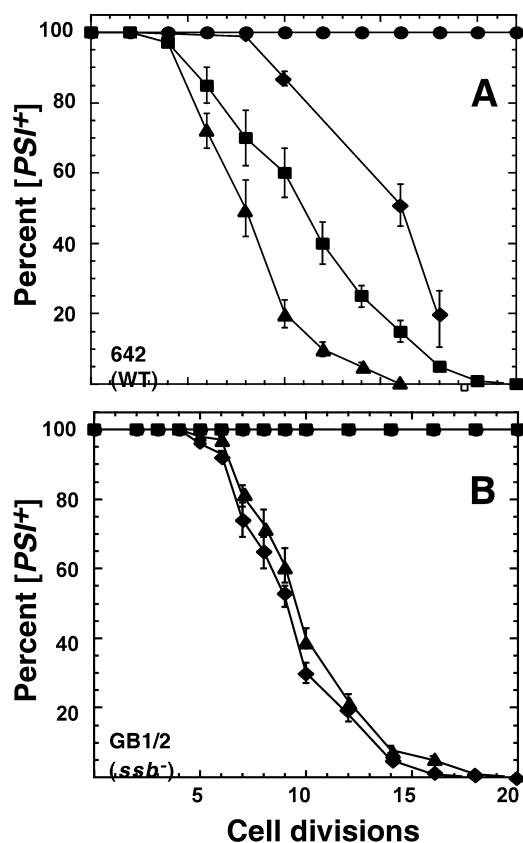 100
80
60
40
20
Percent [PSI+]
A
642
(WT)
100
80
60
40
20
Percent [PSI+]
B
GB1/2
(ssb-)
5
10
15
20
Cell divisions